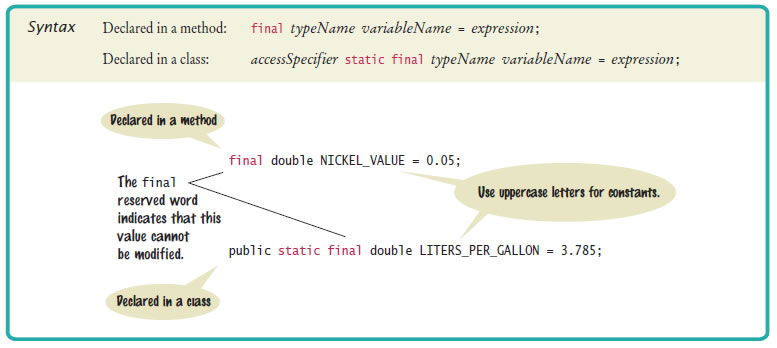 Syntax
Declared in a method: final typeName variableName = expression;
Declared in a class: accessSpecifier static final typeName variableName = expression;
Declared in a method
final double NICKEL_VALUE = 0.05;
The final
reserved word
indicates that this
value cannot
be modified.
Use uppercase letters for constants.
public static final double LITERS_PER_GALLON = 3.785;
Declared in a class